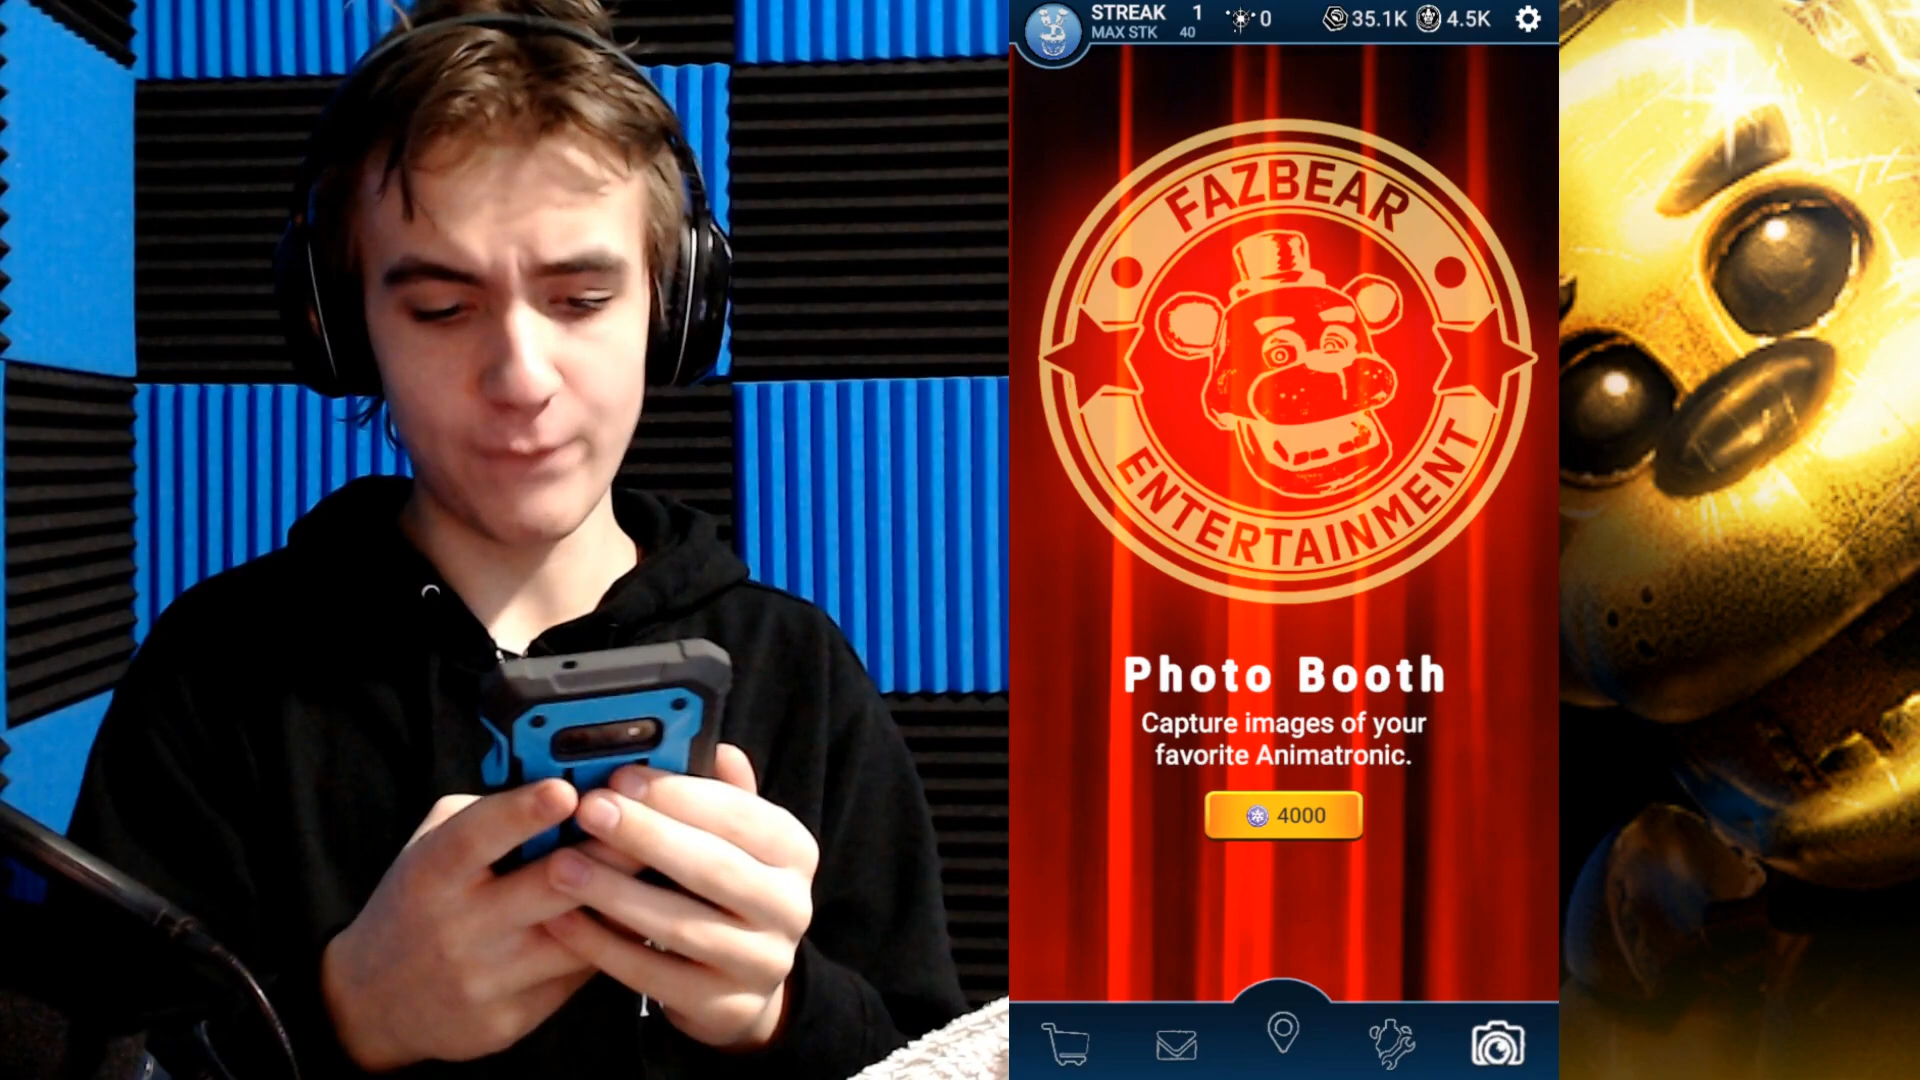 STREAK 1
MAX STK 40
0
35.1K
4.5K
FAZBEAR
ENTERTAINMENT
Photo Booth
Capture images of your
favorite Animatronic.
4000